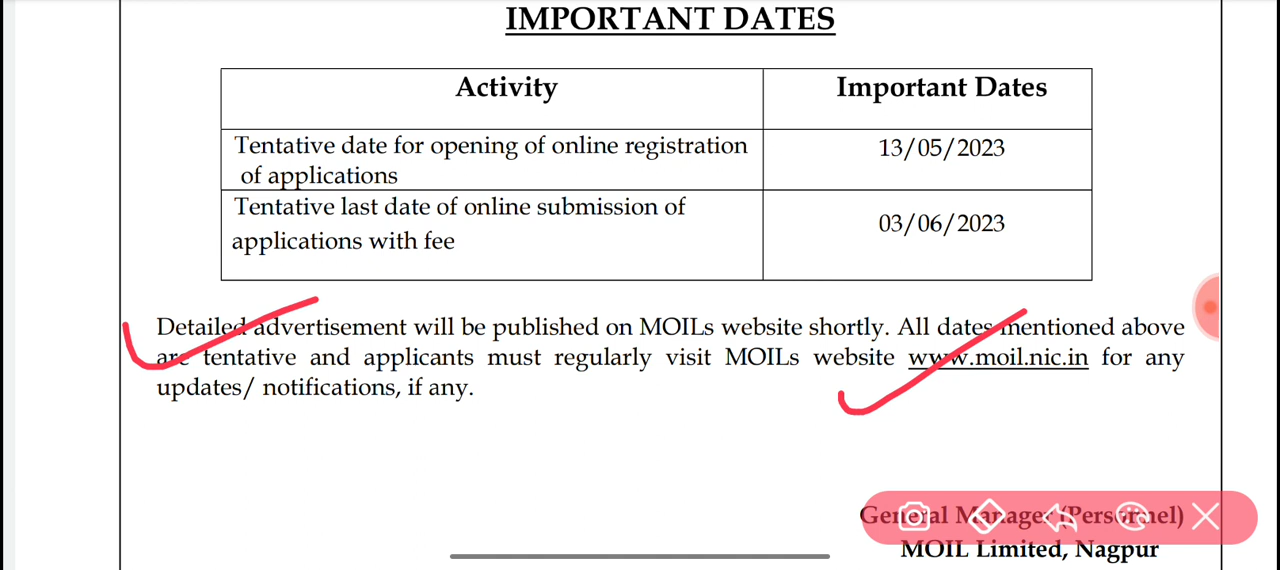 IMPORTANT DATES
Activity
Important Dates
Tentative date for opening of online registration
of applications
13/05/2023
Tentative last date of online submission of
applications with fee
03/06/2023
Detailed advertisement will be published on MOILs website shortly. All dates mentioned above
are tentative and applicants must regularly visit MOILs website www.moil.nic.in for any
updates/ notifications, if any.
General Manager (Personnel)
MOIL Limited, Nagpur